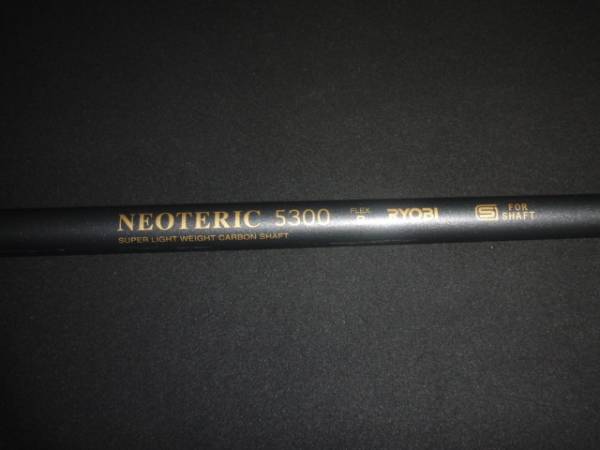 NEOTERIC 5300 FLEX R RYOBI S FOR SHAFT
SUPER LIGHT WEIGHT CARBON SHAFT